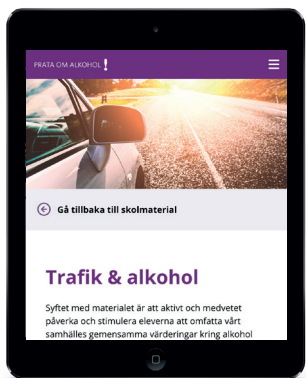 PRATA OM ALKOHOL!
Gå tillbaka till skolmaterial
Trafik & alkohol
Syftet med materialet är att aktivt och medvetet
påverka och stimulera eleverna att omfatta vårt
samhälles gemensamma värderingar kring alkohol